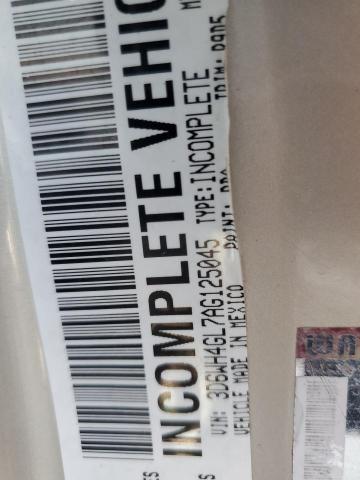 INCOMPLETE VEHIC
VIN: 3D6WH4GL7AG125045 TYPE:INCOMPLETE
VEHICLE MADE IN MEXICO